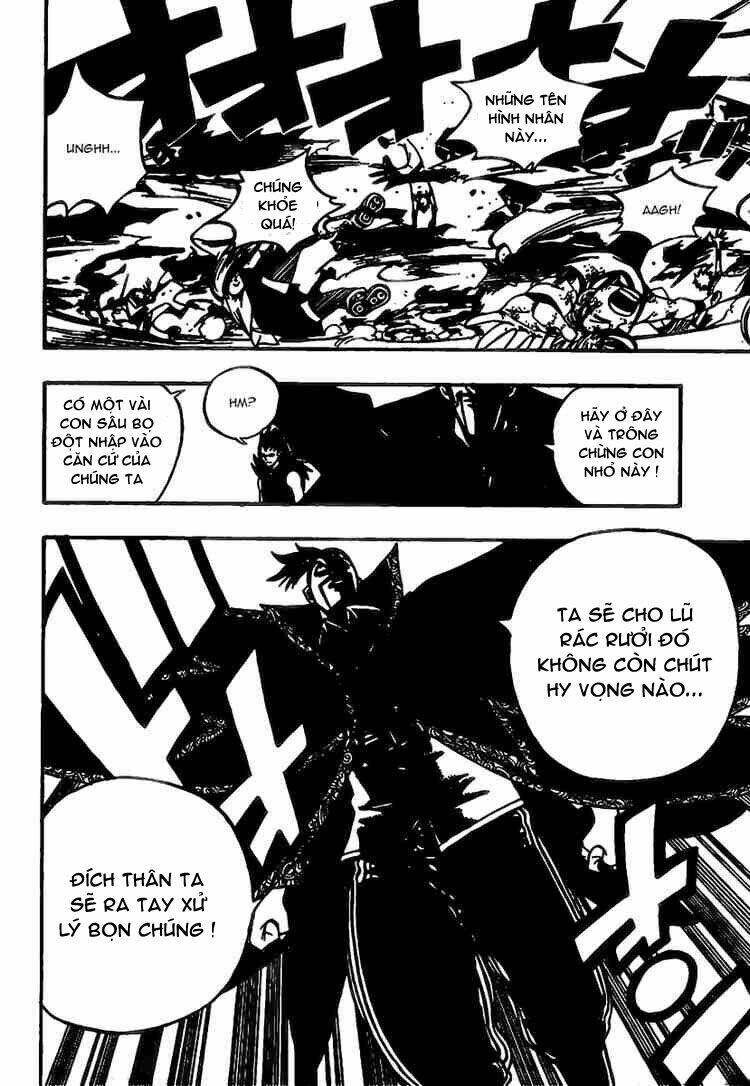 NHỮNG TÊN
HÌNH NHÂN
NÀY...
AAGH!
CHÚNG
KHỎE
QUÁ!
UNGHH...
HÃY Ở ĐÂY
VÀ TRÔNG
CHỪNG CON
NHỎ NÀY !
HM?
CÓ MỘT VÀI
CON SÂU BỌ
ĐỘT NHẬP VÀO
CĂN CỨ CỦA
CHÚNG TA
TA SẼ CHO LŨ
RÁC RƯỞI ĐÓ
KHÔNG CÒN CHÚT
HY VỌNG NÀO...
ĐÍCH THÂN TA
SẼ RA TAY XỬ
LÝ BỌN CHÚNG !